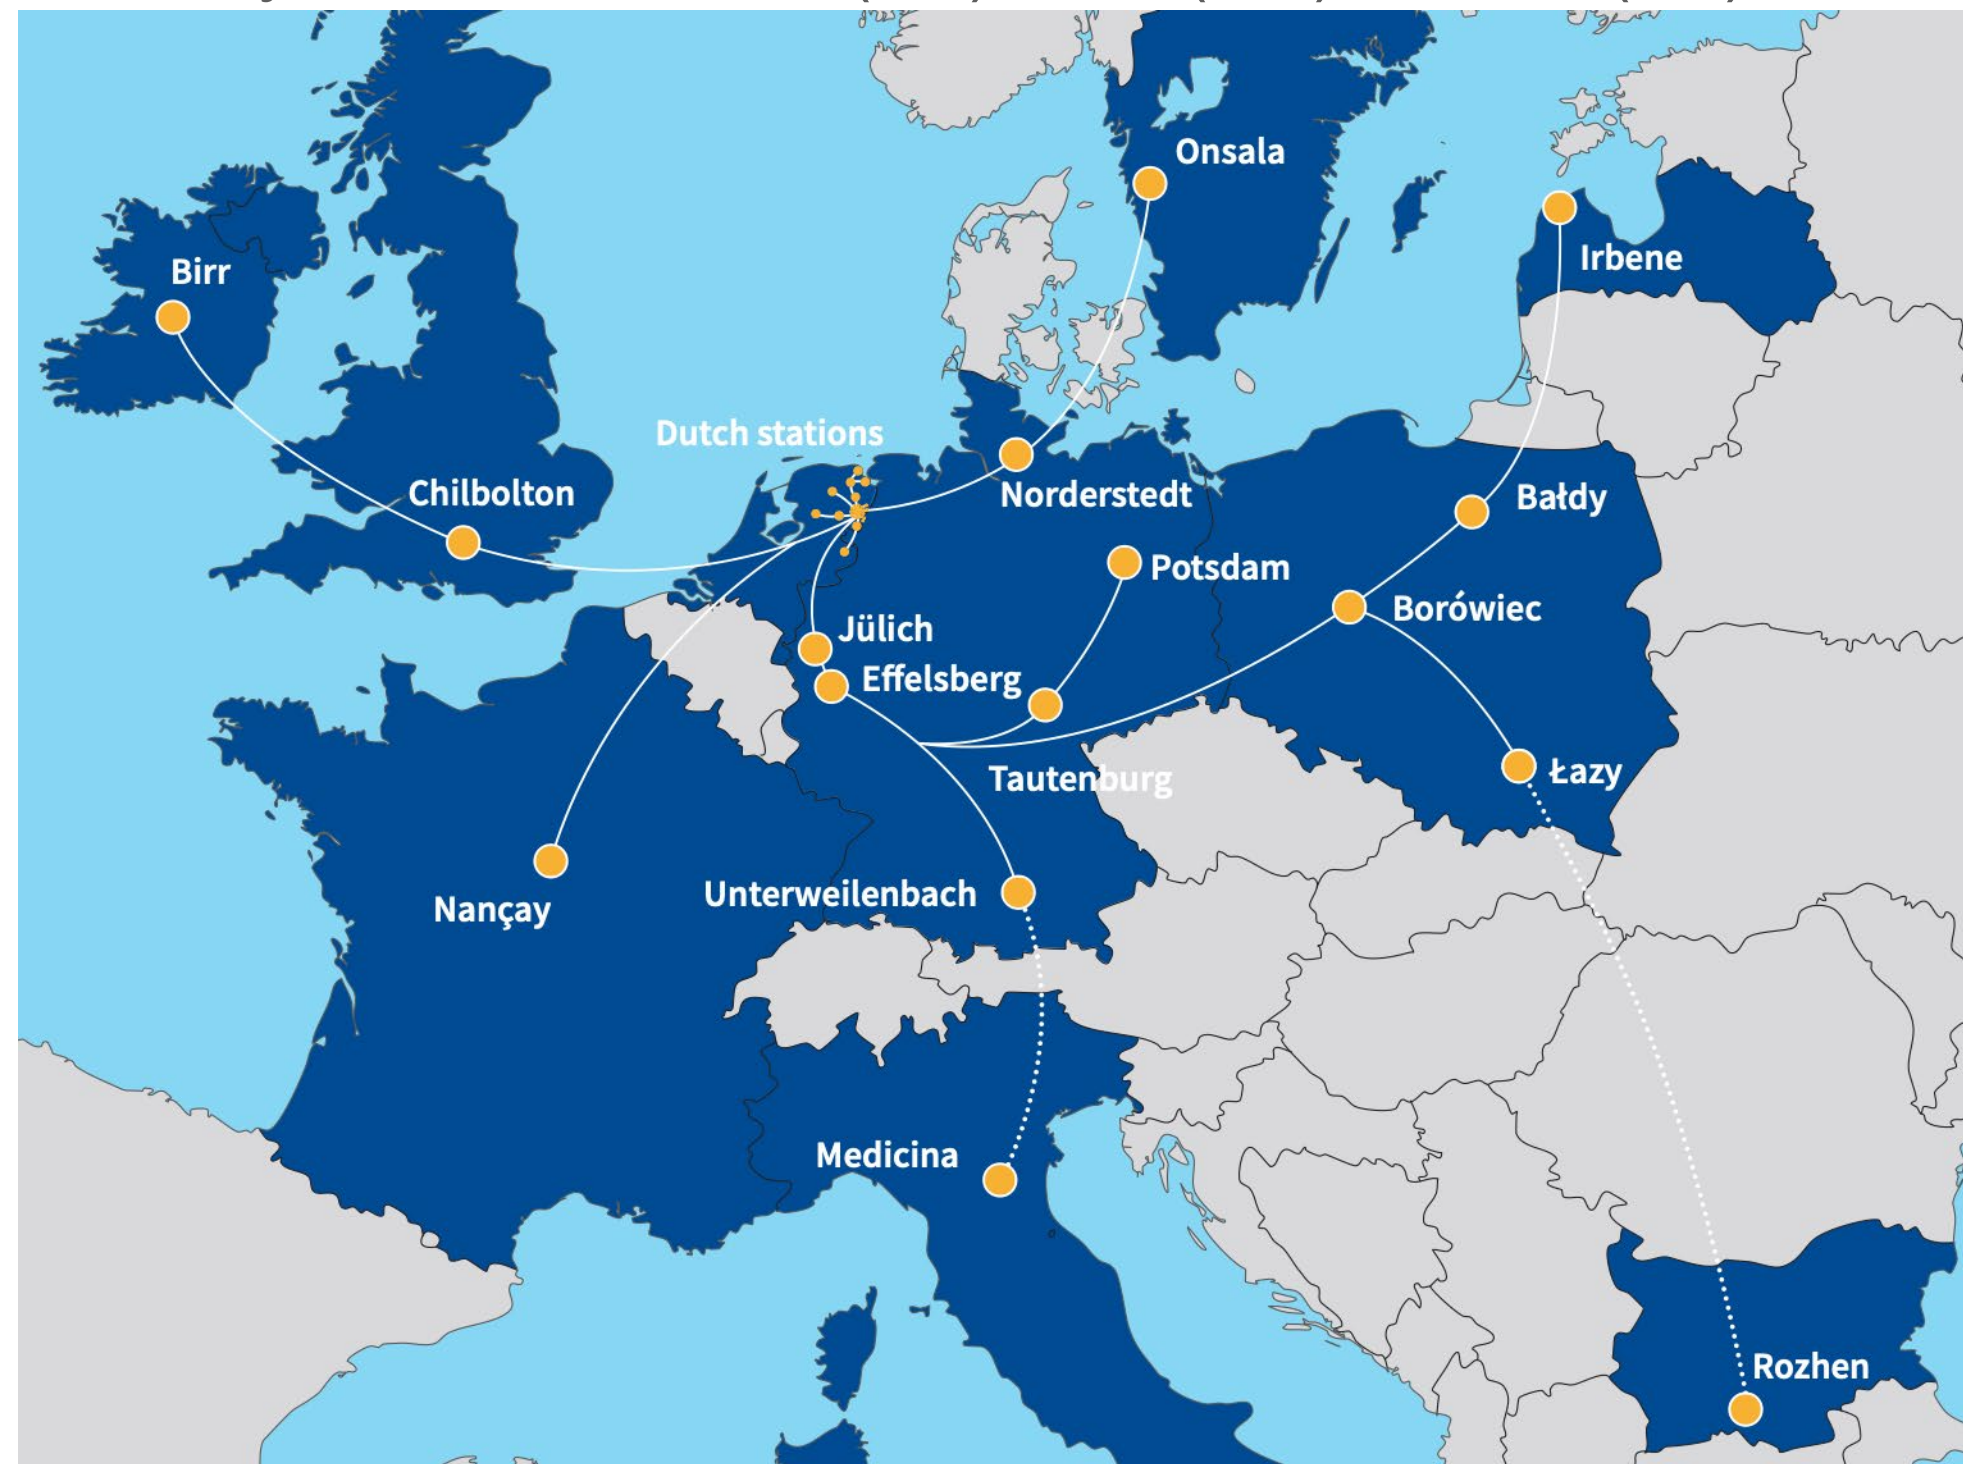 Onsala
Irbene
Birr
Dutch stations
Chilbolton
Norderstedt
Bałdy
Potsdam
Borówiec
Jülich
Effelsberg
Tautenburg
Łazy
Unterweilenbach
Nançay
Medicina
Rozhen